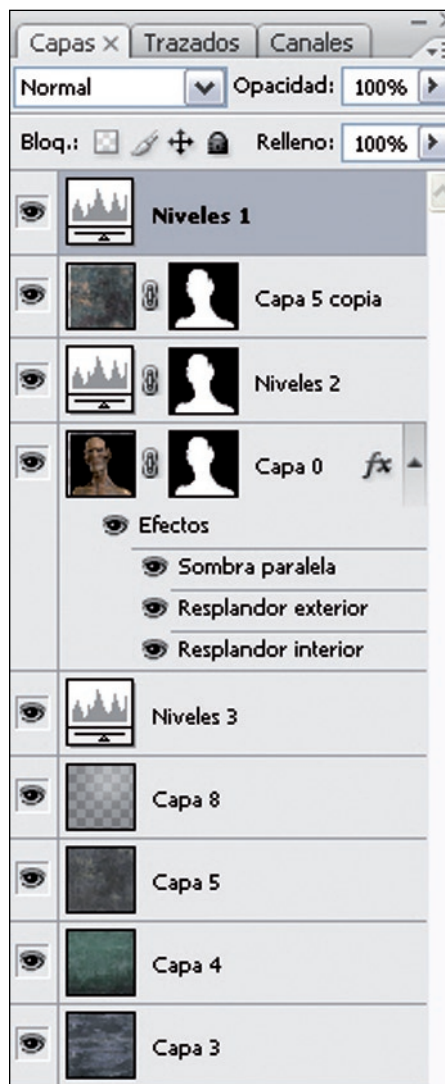 Capas × Trazados Canales
Normal Opacidad: 100%
Bloq.: Relleno: 100%
Niveles 1
Capa 5 copia
Niveles 2
Capa 0 fx
Efectos
Sombra paralela
Resplandor exterior
Resplandor interior
Niveles 3
Capa 8
Capa 5
Capa 4
Capa 3